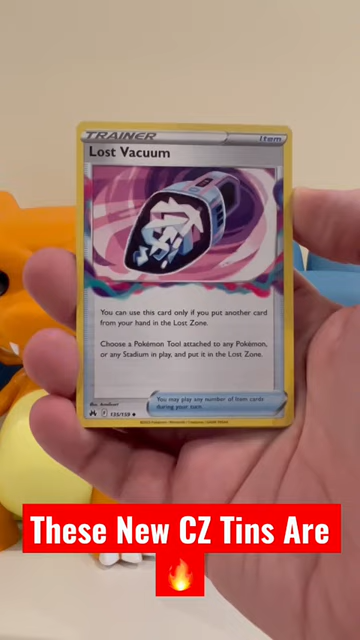 TRAINER Item
Lost Vacuum
You can use this card only if you put another card
from your hand in the Lost Zone.
Choose a Pokémon Tool attached to any Pokémon,
or any Stadium in play, and put it in the Lost Zone.
You may play any number of Item cards
during your turn.
135/159
These New CZ Tins Are
🔥